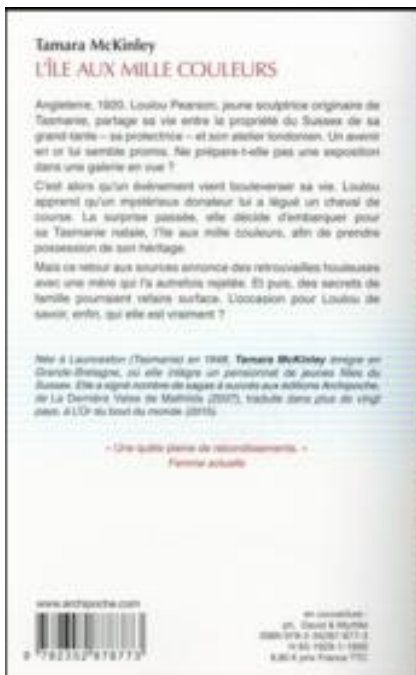 Tamara McKinley
L'ÎLE AUX MILLE COULEURS
Angleterre, 1920. Loulou Pearson, jeune sculptrice originaire de
Tasmanie, partage sa vie entre la propriété du Sussex de sa
grand-tante – sa protectrice – et son atelier londonien. Un avenir
en or lui semble promis. Ne prépare-t-elle pas une exposition
dans une galerie en vue ?
C'est alors qu'un événement vient bouleverser sa vie. Loulou
apprend qu'un mystérieux donateur lui a légué un cheval de
course. La surprise passée, elle décide d'embarquer pour
sa Tasmanie natale, l'île aux mille couleurs, afin de prendre
possession de son héritage.
Mais ce retour aux sources annonce des retrouvailles houleuses
avec une mère qui l'a autrefois rejetée. Et puis, des secrets de
famille pourraient refaire surface. L'occasion pour Loulou de
savoir, enfin, qui elle est vraiment ?
Née à Launceston (Tasmanie) en 1948, Tamara McKinley émigre en
Grande-Bretagne, où elle intègre un pensionnat de jeunes filles du
Sussex. Elle a signé nombre de sagas à succès aux éditions Archipoche,
de La Dernière Valse de Mathilda (2007), traduite dans plus de vingt
pays, à L'Or du bout du monde (2015).
« Une quête pleine de rebondissements. »
Femme actuelle
www.archipoche.com
9 782352 878773
en couverture :
ph. David &
ISBN 978-2-35287-877-3
H 50-1929-1-1605
€ prix France TTC